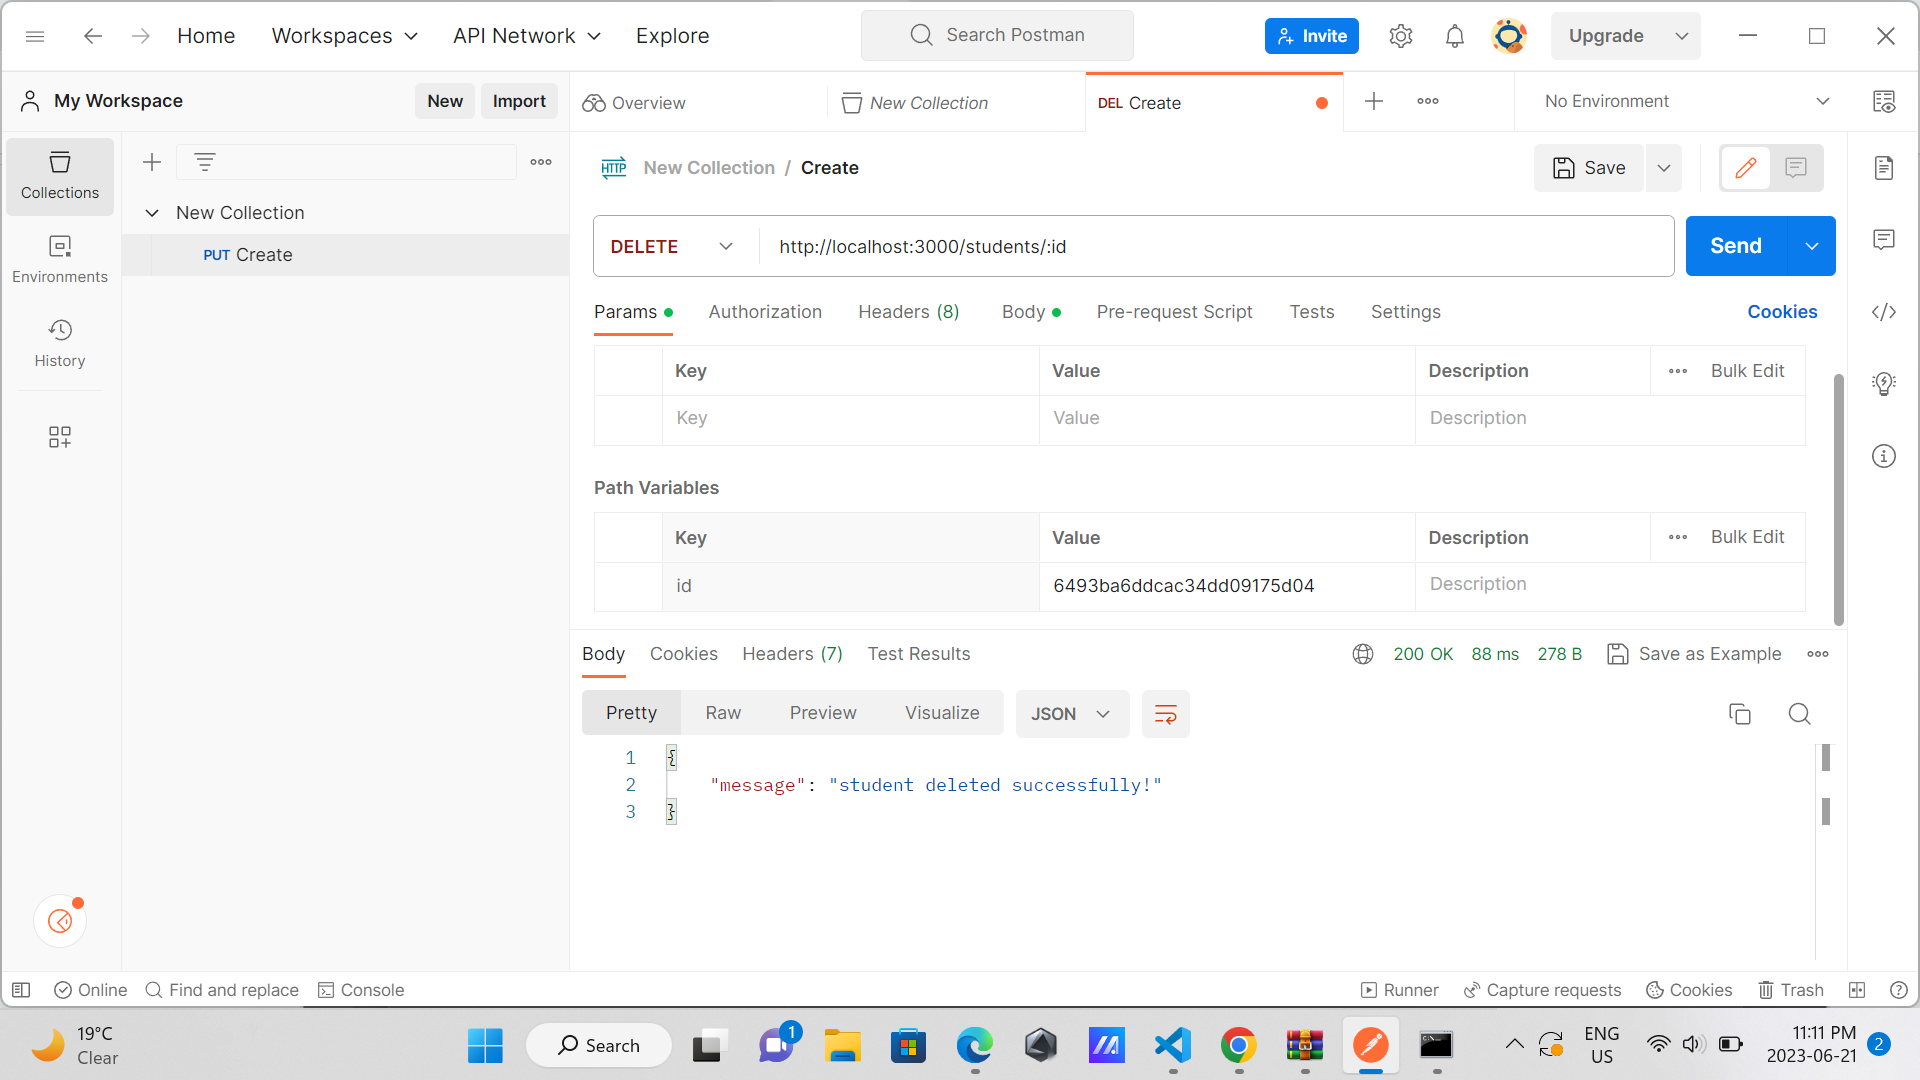 Home Workspaces API Network Explore Search Postman Invite Upgrade
My Workspace New Import Overview New Collection DEL Create No Environment
Collections
New Collection / Create Save
New Collection
PUT Create
DELETE http://localhost:3000/students/:id Send
Environments
Params Authorization Headers (8) Body Pre-request Script Tests Settings Cookies
History
Key Value Description Bulk Edit
Key Value Description
Path Variables
Key Value Description Bulk Edit
id 6493ba6ddcac34dd09175d04 Description
Body Cookies Headers (7) Test Results 200 OK 88 ms 278 B Save as Example
Pretty Raw Preview Visualize JSON
1 {
2 "message": "student deleted successfully!"
3 }
Online Find and replace Console Runner Capture requests Cookies Trash
19°C
Clear
Search
1
ENG
US
11:11 PM
2023-06-21
2